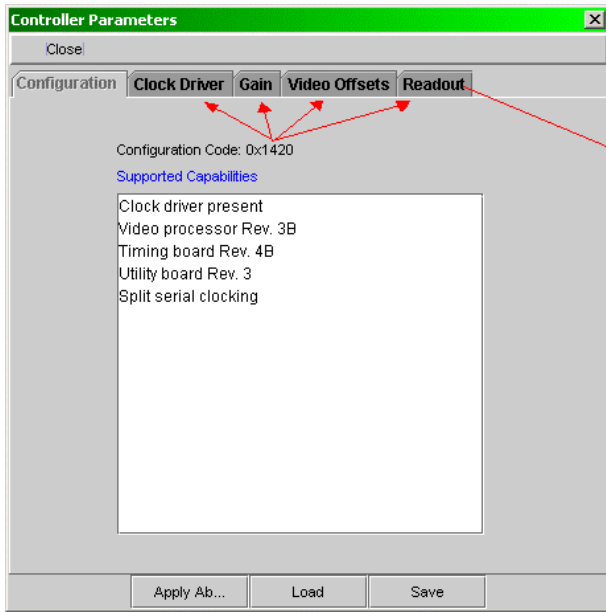 Controller Parameters
Close
Configuration Clock Driver Gain Video Offsets Readout
Configuration Code: 0x1420
Supported Capabilities
Clock driver present
Video processor Rev. 3B
Timing board Rev. 4B
Utility board Rev. 3
Split serial clocking
Apply Ab... Load Save